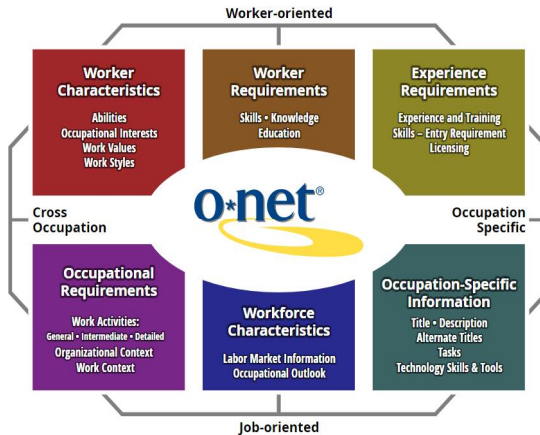 Worker-oriented
Worker
Characteristics
Abilities
Occupational Interests
Work Values
Work Styles
Worker
Requirements
Skills • Knowledge
Education
Experience
Requirements
Experience and Training
Skills – Entry Requirement
Licensing
o*net®
Cross
Occupation
Occupation
Specific
Occupational
Requirements
Work Activities:
General • Intermediate • Detailed
Organizational Context
Work Context
Workforce
Characteristics
Labor Market Information
Occupational Outlook
Occupation-Specific
Information
Title • Description
Alternate Titles
Tasks
Technology Skills & Tools
Job-oriented